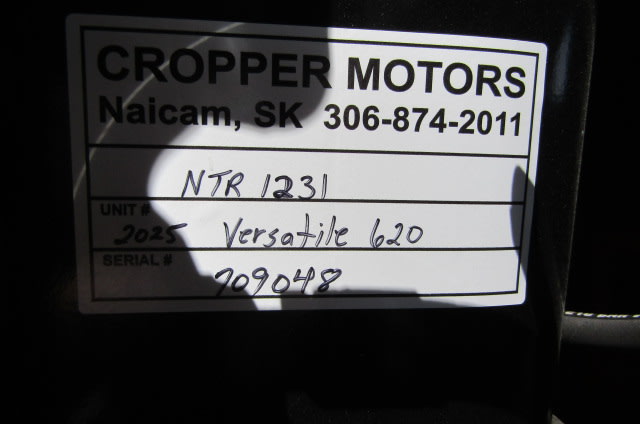 CROPPER MOTORS
Naicam, SK 306-874-2011
NTR 1231
UNIT #
2025 Versatile 620
SERIAL #
709048